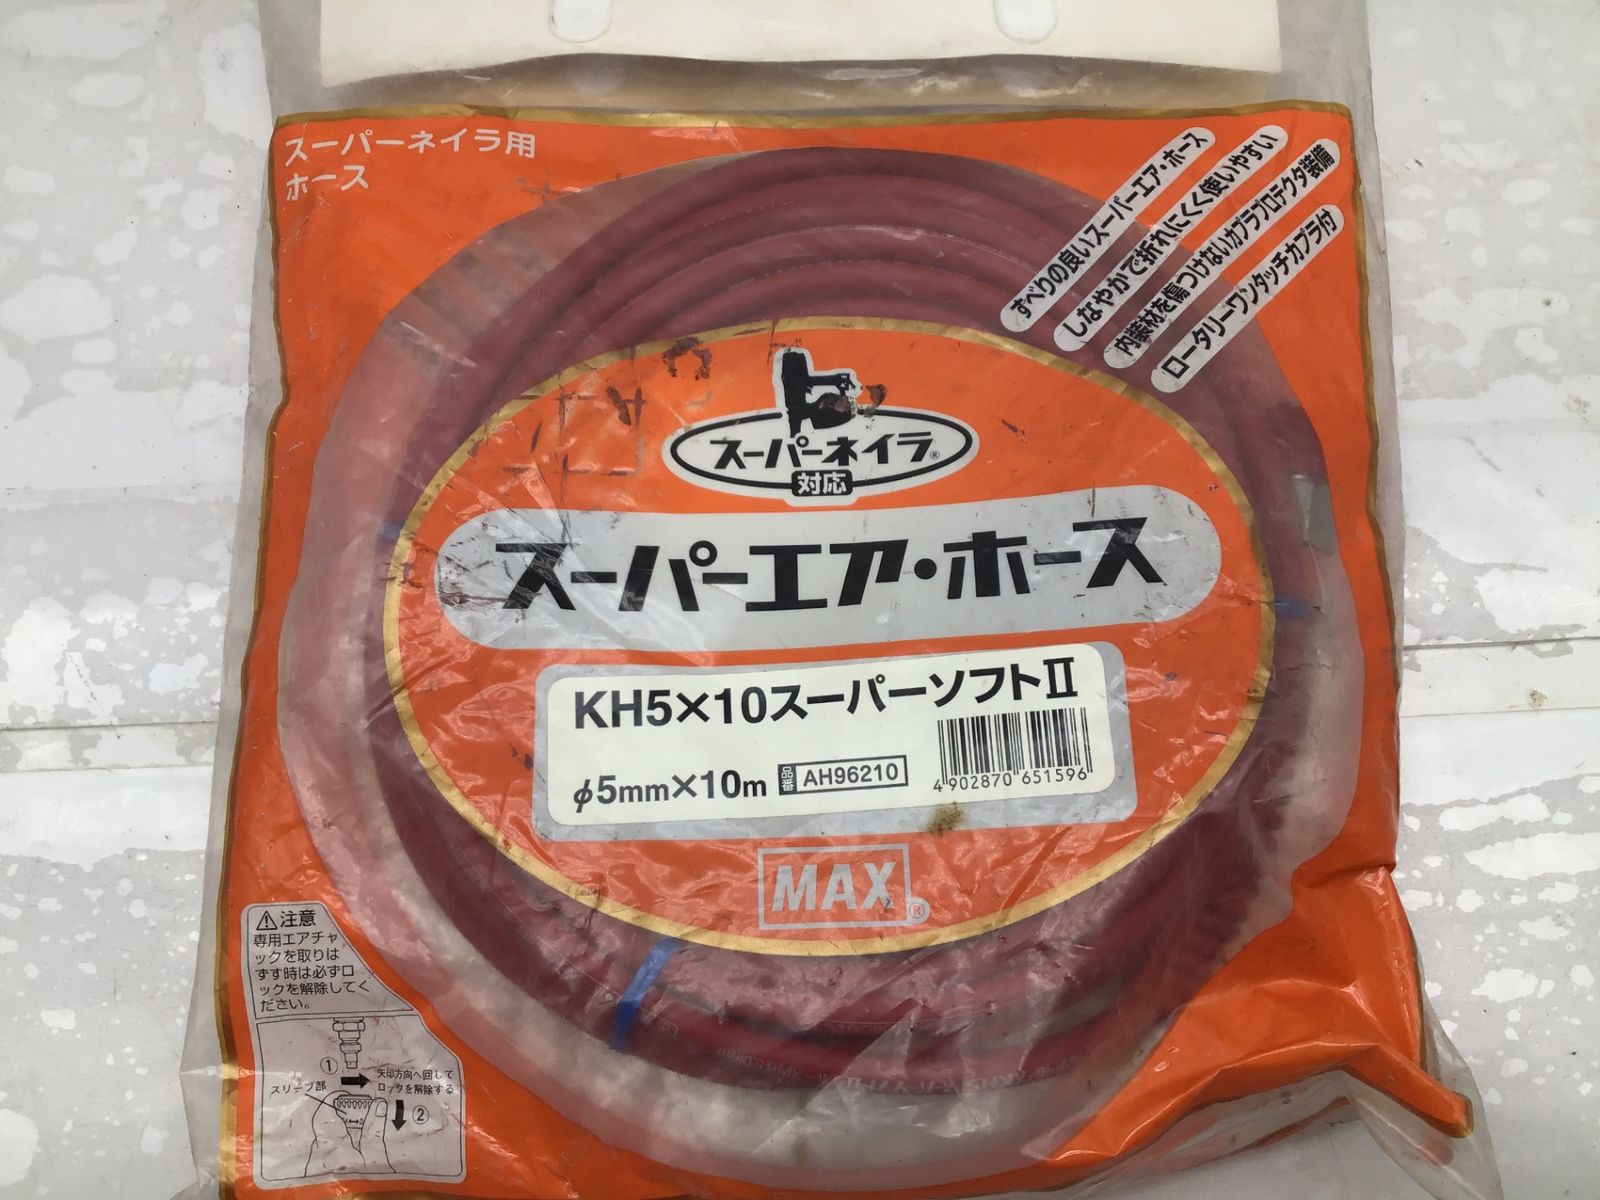 スーパーネイラ用
ホース
すべりの良いスーパーエア・ホース
しなやかで折れにくく使いやすい
内装材を傷つけないカプラプロテクタ装備
ロータリーワンタッチカプラ付
スーパーネイラ®
対応
スーパーエア・ホース
KH5×10スーパーソフトⅡ
φ5mm×10m 品番 AH96210
4902870 651596
MAX®
⚠注意
専用エアチャ
ックを取りは
ずす時は必ずロ
ックを解除してく
ださい。
①
スリーブ部
矢印方向へ回して
ロックを解除する
②